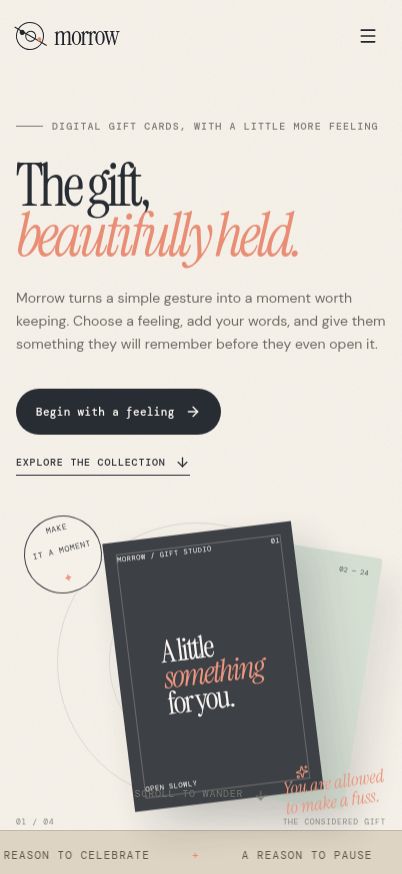 morrow
DIGITAL GIFT CARDS, WITH A LITTLE MORE FEELING
The gift,
beautifully held.
Morrow turns a simple gesture into a moment worth
keeping. Choose a feeling, add your words, and give them
something they will remember before they even open it.
Begin with a feeling →
EXPLORE THE COLLECTION ↓
MAKE
IT A MOMENT
MORROW / GIFT STUDIO
01
02 — 24
A little
something
for you.
OPEN SLOWLY
SCROLL TO WANDER ↓
You are allowed
to make a fuss.
01 / 04
THE CONSIDERED GIFT
REASON TO CELEBRATE + A REASON TO PAUSE